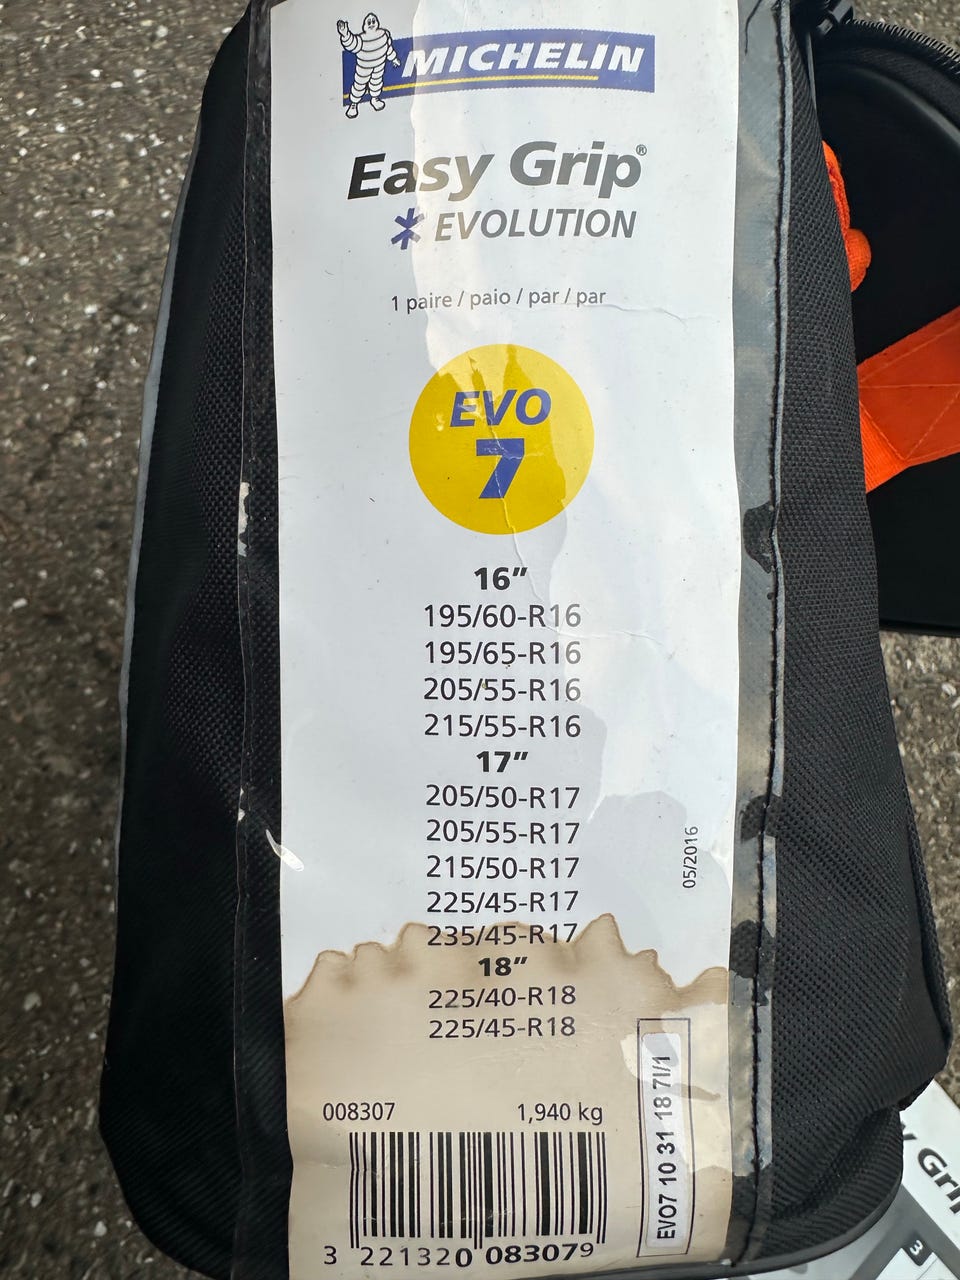 MICHELIN
Easy Grip®
* EVOLUTION
1 paire / paio / par / par
EVO
7
16”
195/60-R16
195/65-R16
205/55-R16
215/55-R16
17”
205/50-R17
205/55-R17
215/50-R17
225/45-R17
235/45-R17
18”
225/40-R18
225/45-R18
05/2016
008307 1,940 kg
EVO7 10 31 18 7I/1
3 221320 083079
y Gri
3